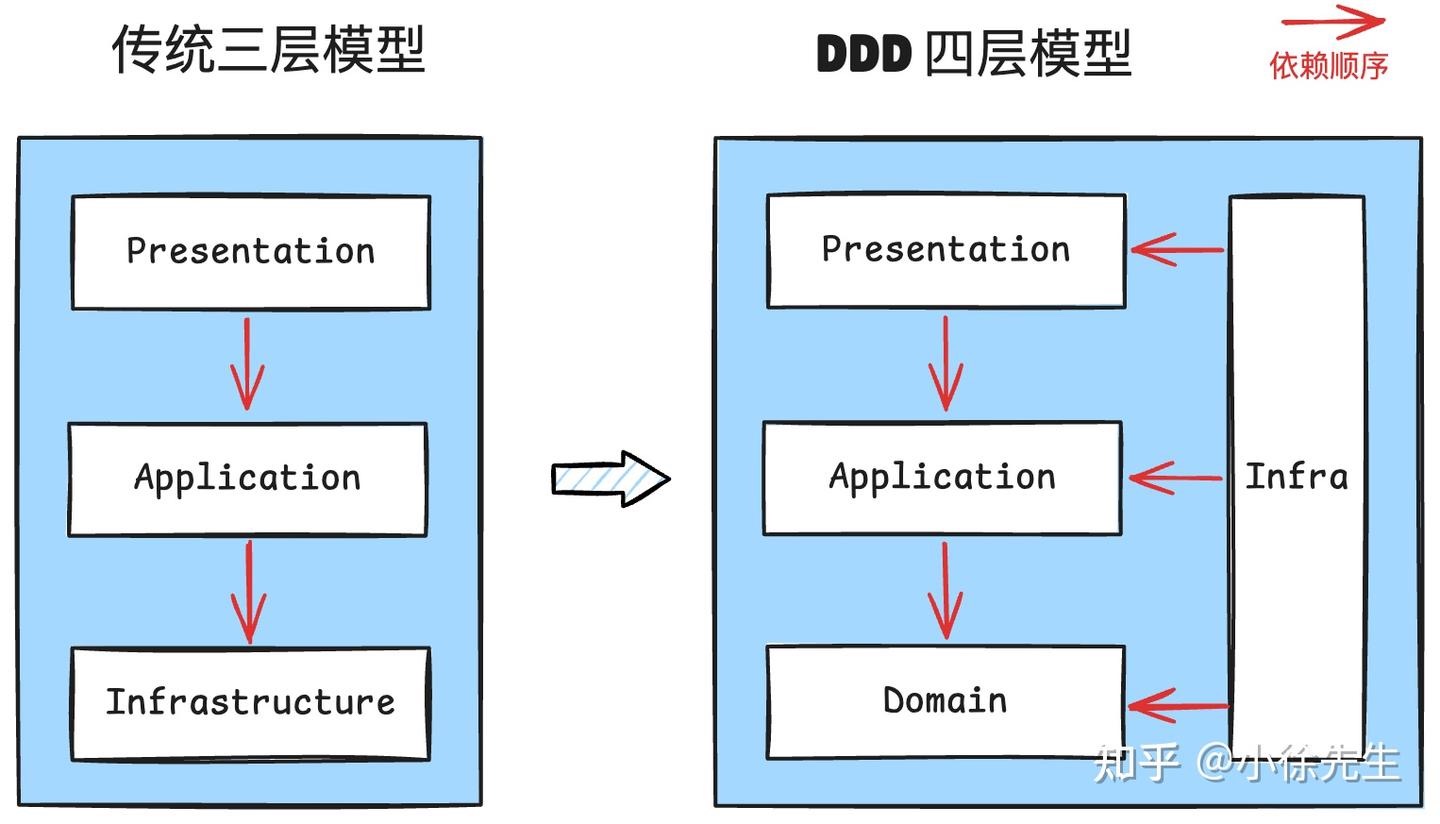 传统三层模型
DDD 四层模型
依赖顺序
Presentation
Application
Infrastructure
Presentation
Application
Domain
Infra
知乎 @小徐先生